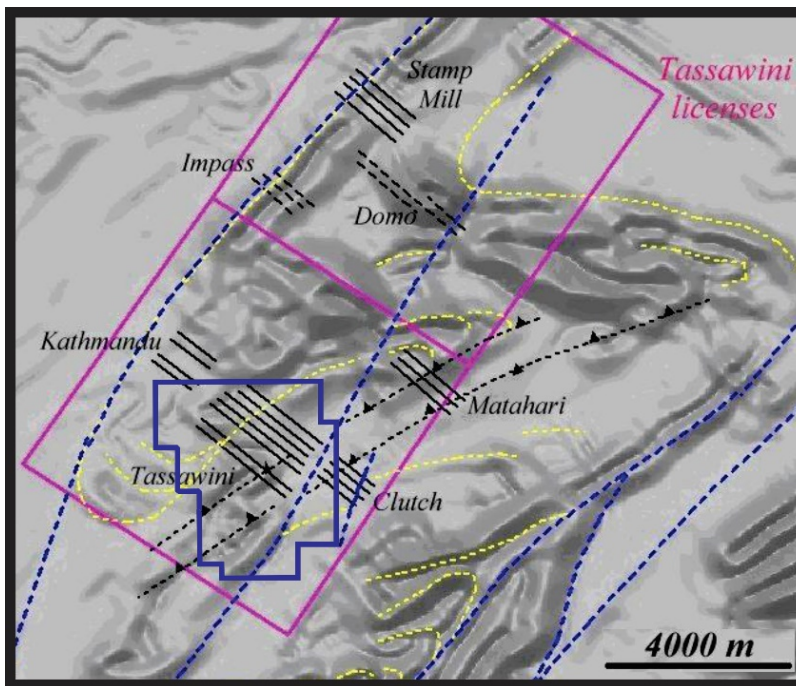 Stamp
Mill
Tassawini
licenses
Impass
Domo
Kathmandu
Matahari
Tassawini
Clutch
4000 m